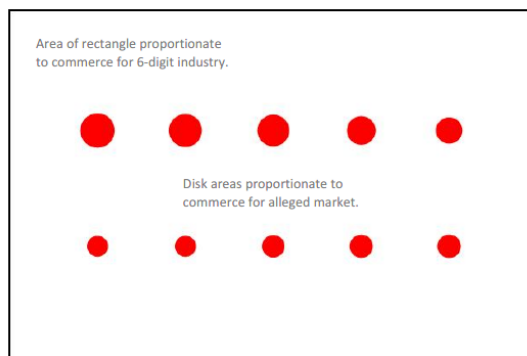 Area of rectangle proportionate
to commerce for 6-digit industry.
Disk areas proportionate to
commerce for alleged market.